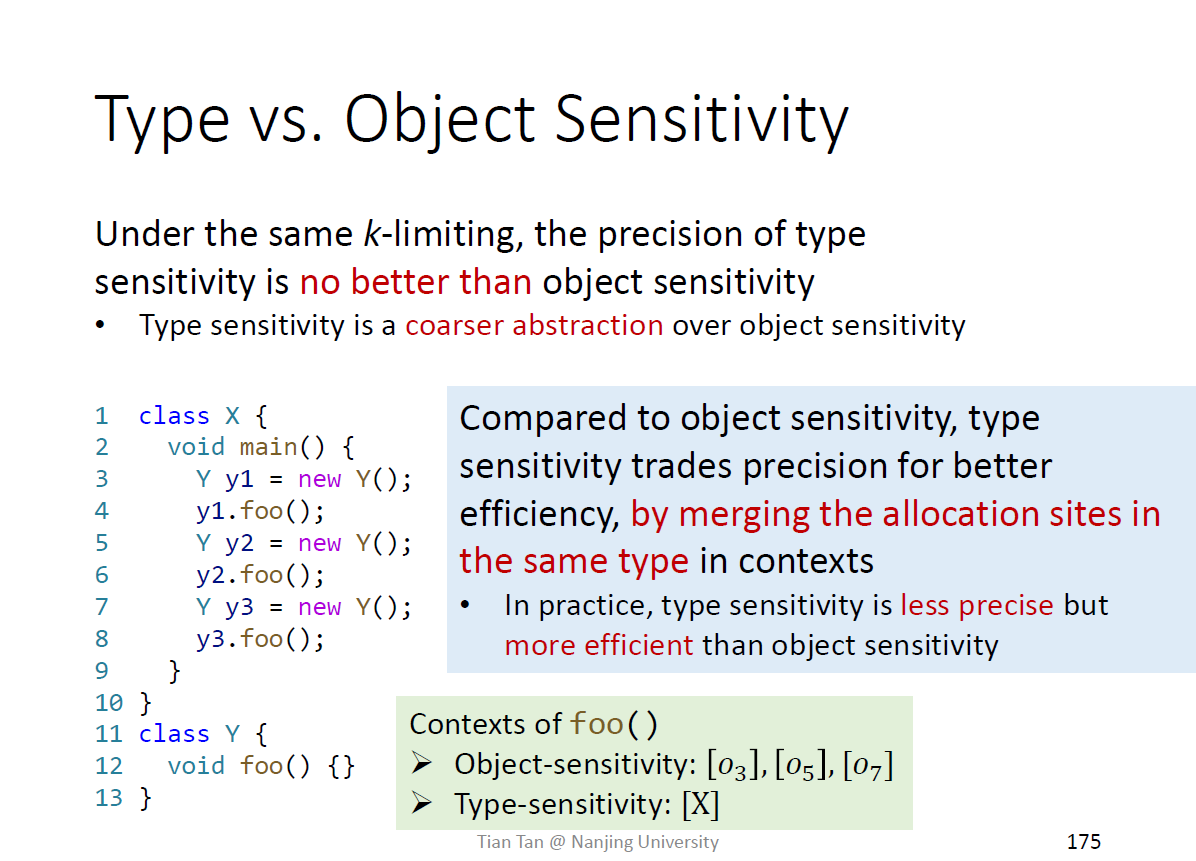 Type vs. Object Sensitivity
Under the same k-limiting, the precision of type
sensitivity is no better than object sensitivity
• Type sensitivity is a coarser abstraction over object sensitivity
1 class X {
2 void main() {
3 Y y1 = new Y();
4 y1.foo();
5 Y y2 = new Y();
6 y2.foo();
7 Y y3 = new Y();
8 y3.foo();
9 }
10 }
11 class Y {
12 void foo() {}
13 }
Compared to object sensitivity, type
sensitivity trades precision for better
efficiency, by merging the allocation sites in
the same type in contexts
• In practice, type sensitivity is less precise but
more efficient than object sensitivity
Contexts of foo()
➢ Object-sensitivity: [o₃], [o₅], [o₇]
➢ Type-sensitivity: [X]
Tian Tan @ Nanjing University
175